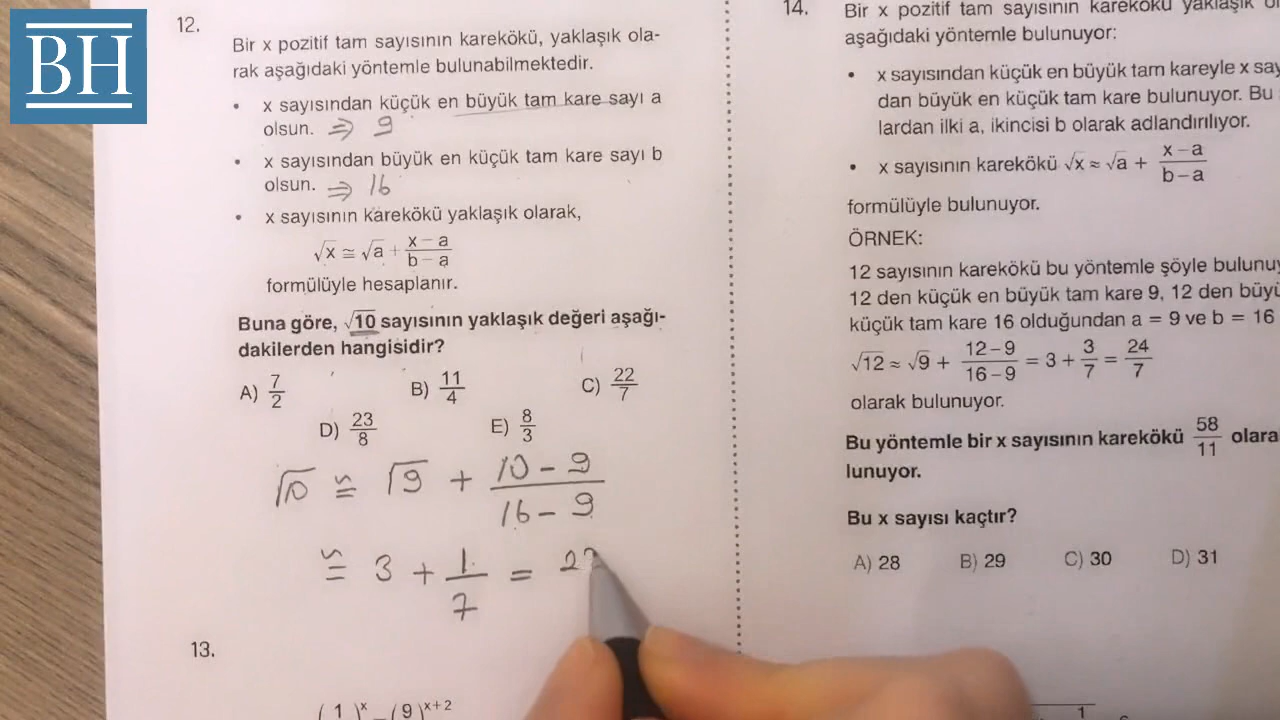 BH
12.
Bir x pozitif tam sayısının karekökü, yaklaşık ola-
rak aşağıdaki yöntemle bulunabilmektedir.
• x sayısından küçük en büyük tam kare sayı a
olsun. ⇒ 9
• x sayısından büyük en küçük tam kare sayı b
olsun. ⇒ 16
• x sayısının karekökü yaklaşık olarak,
√x ≅ √a + (x – a)/(b – a)
formülüyle hesaplanır.
Buna göre, √10 sayısının yaklaşık değeri aşağı-
dakilerden hangisidir?
A) 7/2 B) 11/4 C) 22/7
D) 23/8 E) 8/3
√10 ≅ √9 + (10 – 9)/(16 – 9)
≅ 3 + 1/7 =
13.
(1 )^x (9)^x+2
14.
Bir x pozitif tam sayısının karekökü yaklaşık
aşağıdaki yöntemle bulunuyor:
• x sayısından küçük en büyük tam kareyle x
dan büyük en küçük tam kare bulunuyor. Bu
lardan ilki a, ikincisi b olarak adlandırılıyor.
• x sayısının karekökü √x ≈ √a + (x – a)/(b – a)
formülüyle bulunuyor.
ÖRNEK:
12 sayısının karekökü bu yöntemle şöyle
12 den küçük en büyük tam kare 9, 12 den
küçük tam kare 16 olduğundan a = 9 ve b = 16
√12 ≈ √9 + (12 – 9)/(16 – 9) = 3 + 3/7 = 24/7
olarak bulunuyor.
Bu yöntemle bir x sayısının karekökü 58/11
lunuyor.
Bu x sayısı kaçtır?
A) 28 B) 29 C) 30 D) 31